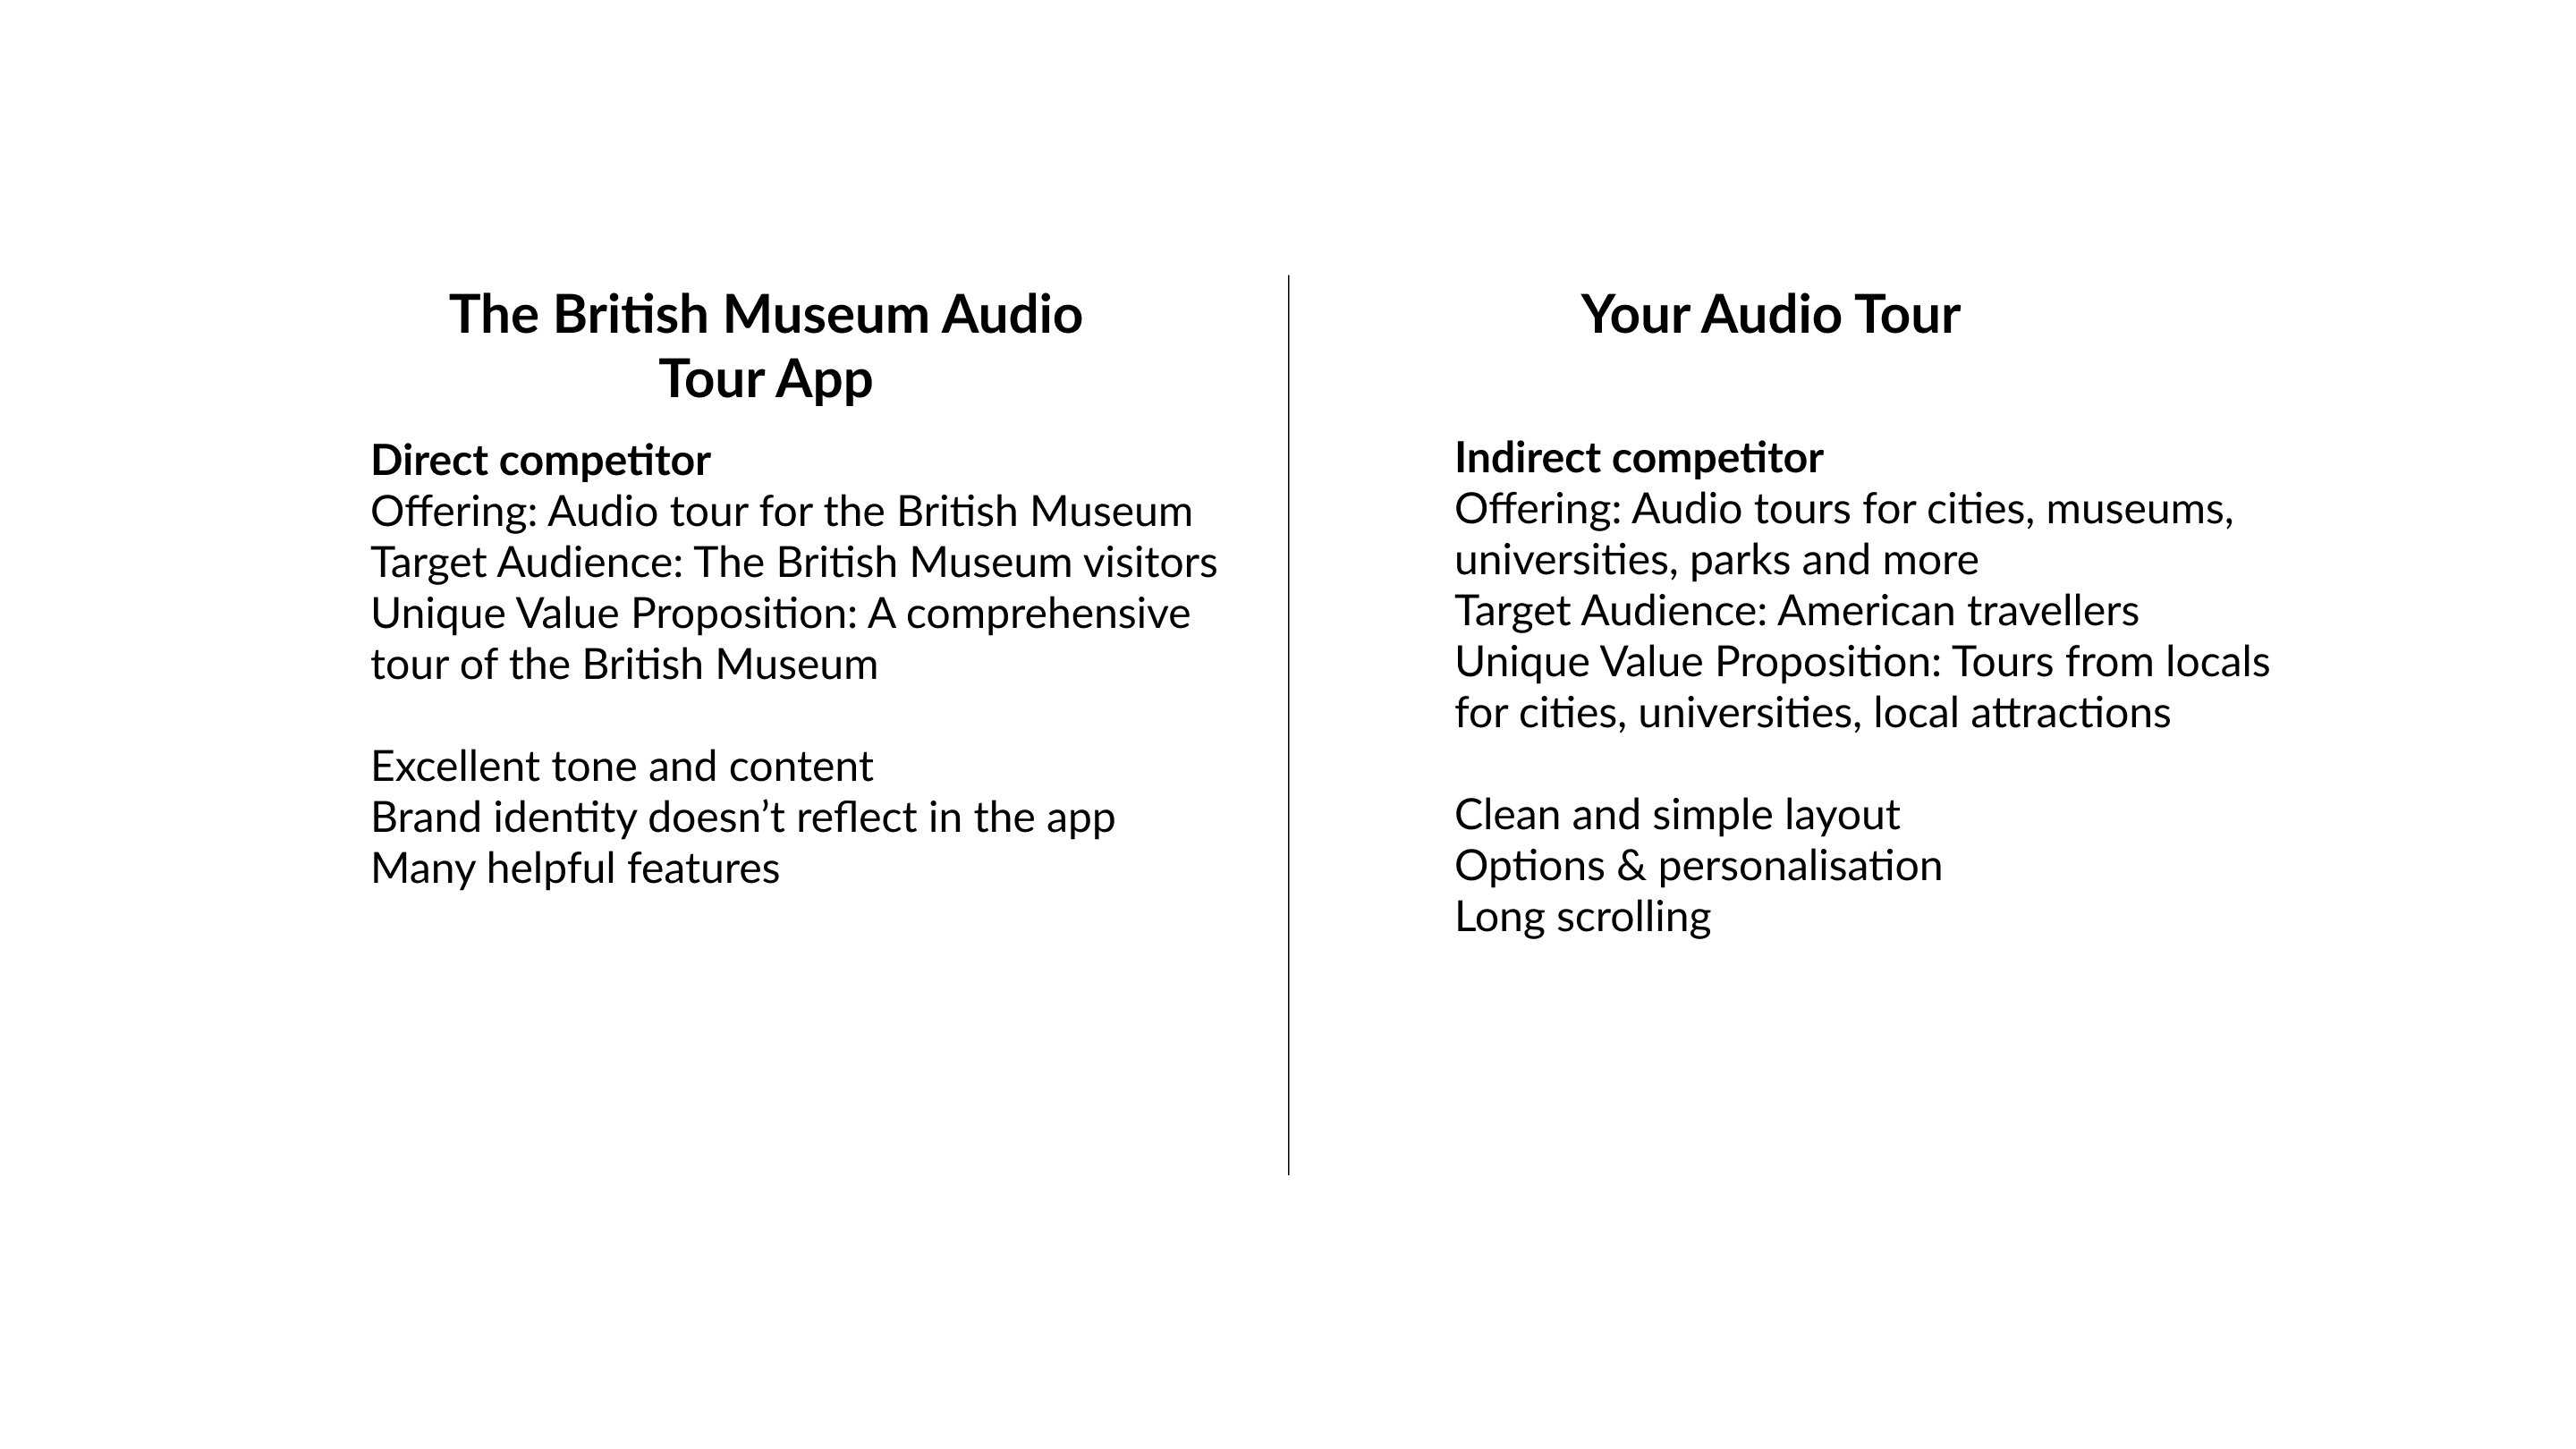 The British Museum Audio
Tour App
Direct competitor
Offering: Audio tour for the British Museum
Target Audience: The British Museum visitors
Unique Value Proposition: A comprehensive
tour of the British Museum
Excellent tone and content
Brand identity doesn’t reflect in the app
Many helpful features
Your Audio Tour
Indirect competitor
Offering: Audio tours for cities, museums,
universities, parks and more
Target Audience: American travellers
Unique Value Proposition: Tours from locals
for cities, universities, local attractions
Clean and simple layout
Options & personalisation
Long scrolling